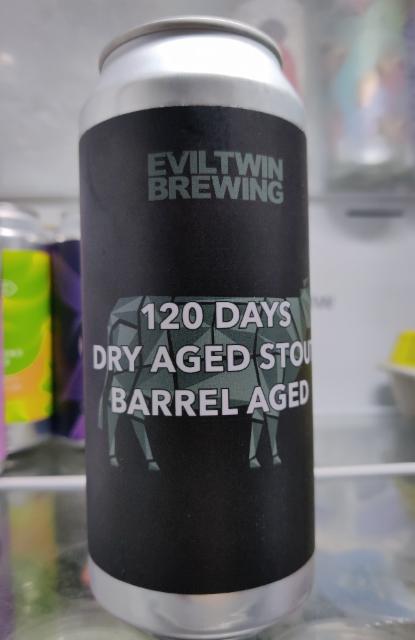 EVILTWIN
BREWING
120 DAYS
DRY AGED STOU
BARREL AGED